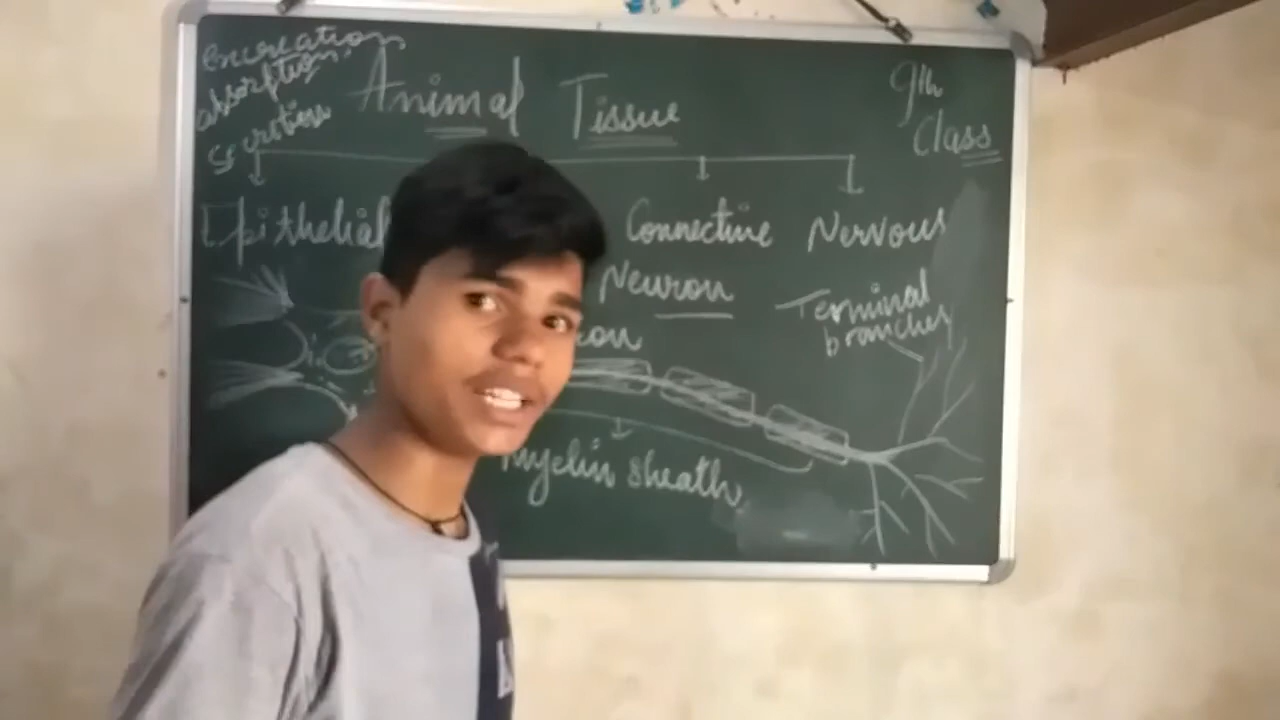 excreation
absorption
secretion
Animal Tissue
9th
Class
Epithelial Connective Nervous
Neuron
Terminal
branches
myelin sheath